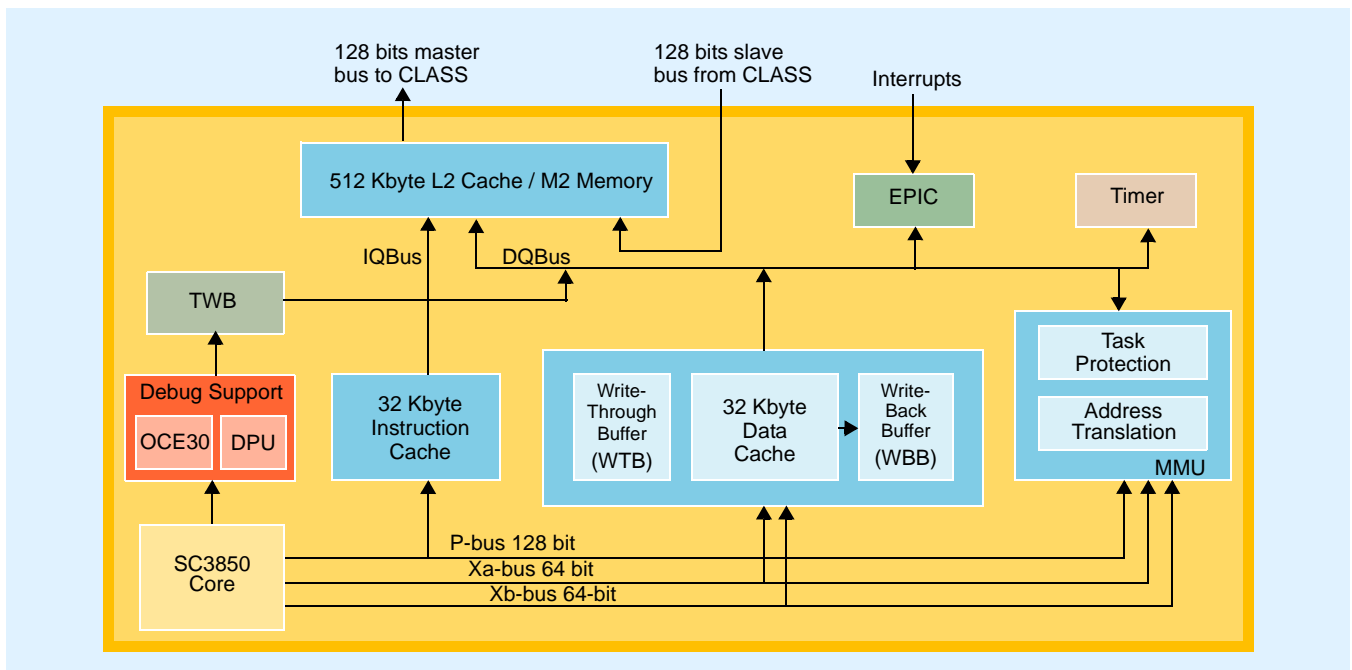 128 bits master
bus to CLASS
128 bits slave
bus from CLASS
Interrupts
512 Kbyte L2 Cache / M2 Memory
EPIC
Timer
IQBus
DQBus
TWB
Task
Protection
Address
Translation
MMU
Debug Support
OCE30
DPU
32 Kbyte
Instruction
Cache
Write-
Through
Buffer
(WTB)
32 Kbyte
Data
Cache
Write-
Back
Buffer
(WBB)
SC3850
Core
P-bus 128 bit
Xa-bus 64 bit
Xb-bus 64-bit